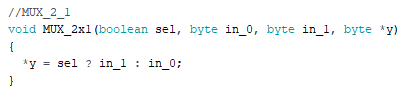 //MUX_2_1
void MUX_2x1(boolean sel, byte in_0, byte in_1, byte *y)
{
  *y = sel ? in_1 : in_0;
}